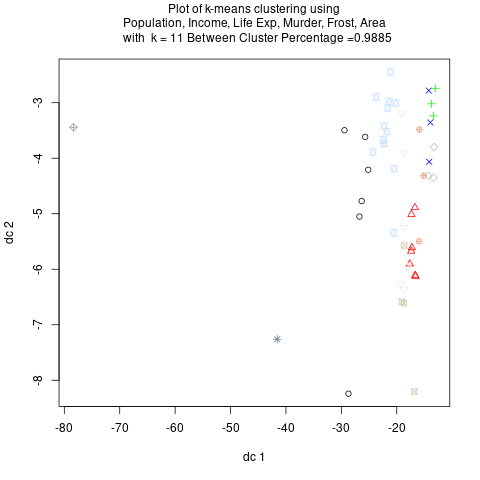 Plot of k-means clustering using
Population, Income, Life Exp, Murder, Frost, Area
with  k = 11 Between Cluster Percentage =0.9885
-3
-4
-5
-6
-7
-8
dc 2
-80
-70
-60
-50
-40
-30
-20
dc 1